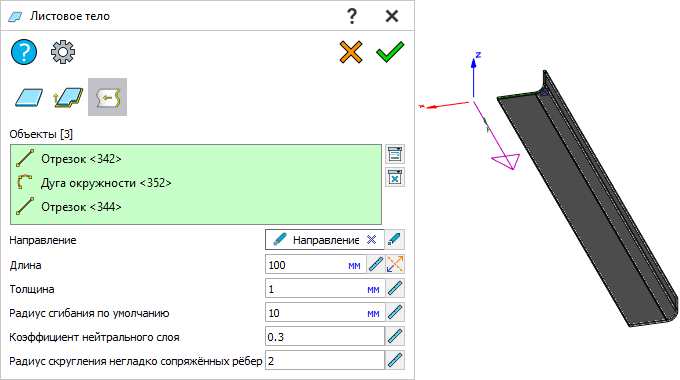 Листовое тело
?
?
Объекты [3]
Отрезок <342>
Дуга окружности <352>
Отрезок <344>
Направление Направление
Длина 100 мм
Толщина 1 мм
Радиус сгибания по умолчанию 10 мм
Коэффициент нейтрального слоя 0.3
Радиус скругления негладко сопряжённых рёбер 2
z
x